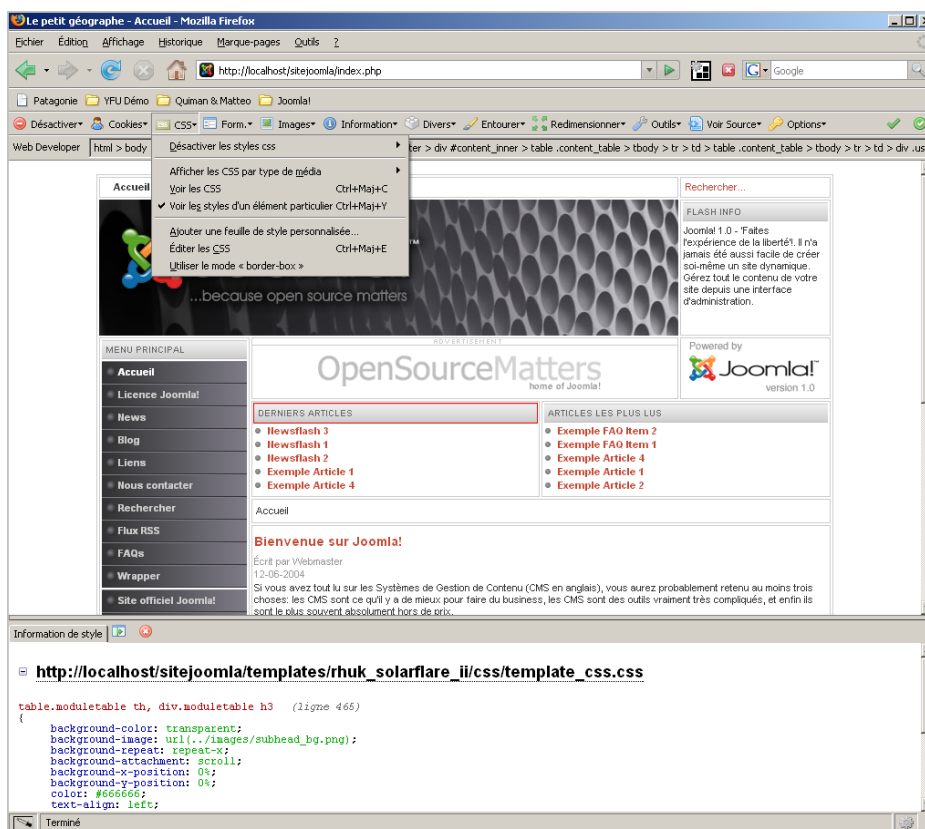 Le petit géographe - Accueil - Mozilla Firefox
Fichier Édition Affichage Historique Marque-pages Outils ?
http://localhost/sitejoomla/index.php
Google
Patagonie YFU Démo Quiman & Matteo Joomla!
Désactiver Cookies CSS Form. Images Information Divers Entourer Redimensionner Outils Voir Source Options
Web Developer html > body
ter > div #content_inner > table .content_table > tbody > tr > td > table .content_table > tbody > tr > td > div .us
Désactiver les styles css
Afficher les CSS par type de média
Voir les CSS Ctrl+Maj+C
Voir les styles d'un élément particulier Ctrl+Maj+Y
Ajouter une feuille de style personnalisée...
Éditer les CSS Ctrl+Maj+E
Utiliser le mode « border-box »
Accueil
Rechercher...
™
...because open source matters
FLASH INFO
Joomla! 1.0 - 'Faites
l'expérience de la liberté'!. Il n'a
jamais été aussi facile de créer
soi-même un site dynamique.
Gérez tout le contenu de votre
site depuis une interface
d'administration.
MENU PRINCIPAL
Accueil
Licence Joomla!
News
Blog
Liens
Nous contacter
Rechercher
Flux RSS
FAQs
Wrapper
Site officiel Joomla!
ADVERTISEMENT
OpenSourceMatters
home of Joomla!
Powered by
Joomla!™
version 1.0
DERNIERS ARTICLES
Newsflash 3
Newsflash 1
Newsflash 2
Exemple Article 1
Exemple Article 4
ARTICLES LES PLUS LUS
Exemple FAQ Item 2
Exemple FAQ Item 1
Exemple Article 4
Exemple Article 1
Exemple Article 2
Accueil
Bienvenue sur Joomla!
Écrit par Webmaster
12-06-2004
Si vous avez tout lu sur les Systèmes de Gestion de Contenu (CMS en anglais), vous aurez probablement retenu au moins trois
choses: les CMS sont ce qu'il y a de mieux pour faire du business, les CMS sont des outils vraiment très compliqués, et enfin ils
sont le plus souvent absolument hors de prix.
Information de style
http://localhost/sitejoomla/templates/rhuk_solarflare_ii/css/template_css.css
table.moduletable th, div.moduletable h3 (ligne 465)
{
background-color: transparent;
background-image: url(../images/subhead_bg.png);
background-repeat: repeat-x;
background-attachment: scroll;
background-x-position: 0%;
background-y-position: 0%;
color: #666666;
text-align: left;
Terminé